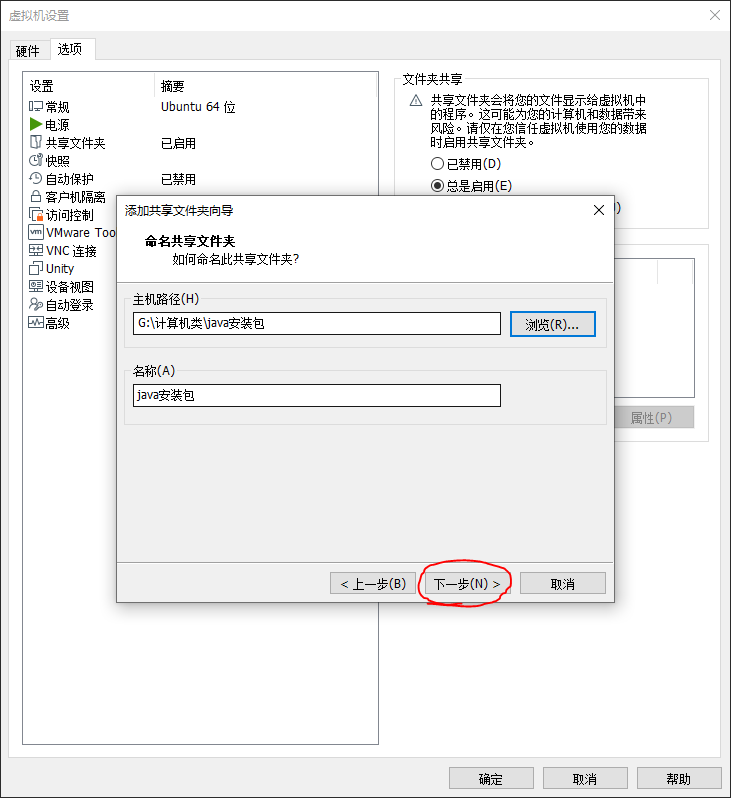 虚拟机设置
硬件 选项
设置 摘要
常规 Ubuntu 64 位
电源
共享文件夹 已启用
快照
自动保护 已禁用
客户机隔离
访问控制
VMware Too
VNC 连接
Unity
设备视图
自动登录
高级
文件夹共享
共享文件夹会将您的文件显示给虚拟机中
的程序。这可能为您的计算机和数据带来
风险。请仅在您信任虚拟机使用您的数据
时启用共享文件夹。
已禁用(D)
总是启用(E)
属性(P)
添加共享文件夹向导
命名共享文件夹
如何命名此共享文件夹?
主机路径(H)
G:\计算机类\java安装包
浏览(R)...
名称(A)
java安装包
< 上一步(B) 下一步(N) > 取消
确定 取消 帮助